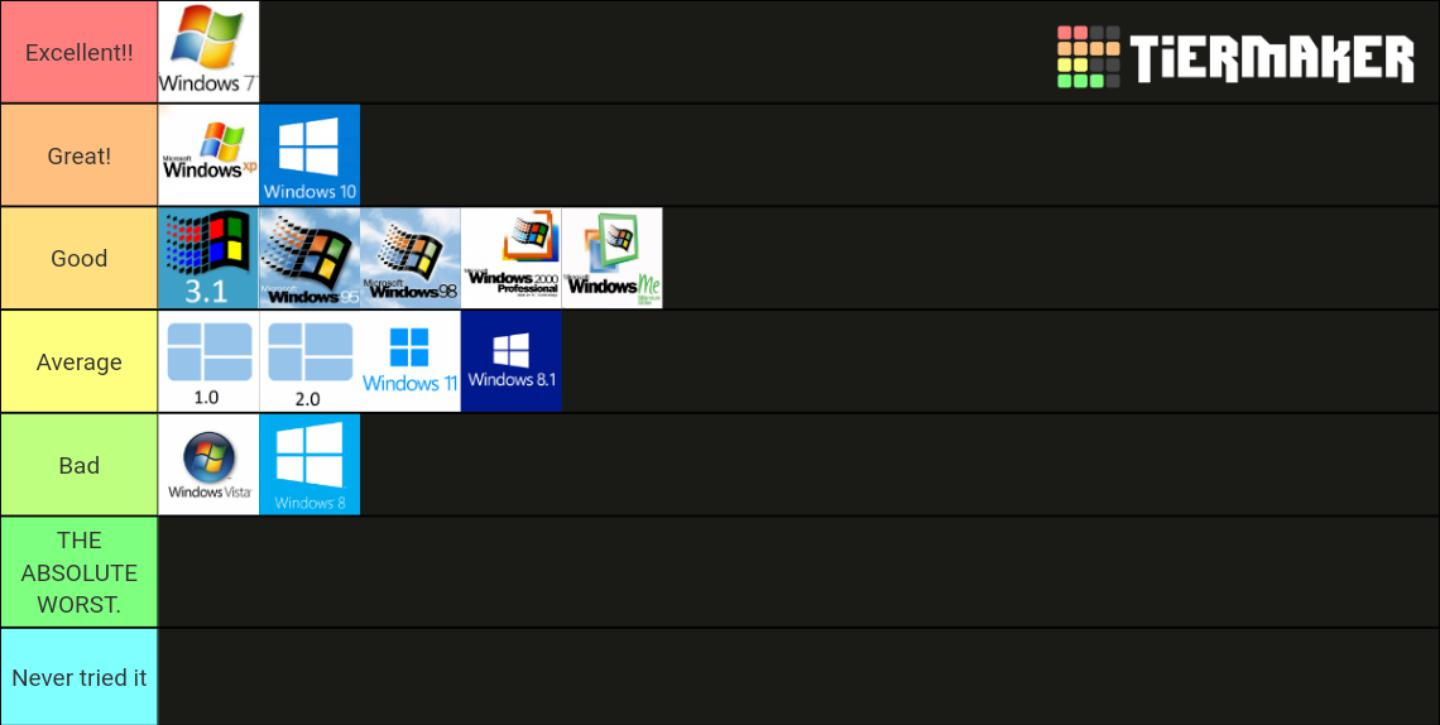 Excellent!!
Windows 7
TiERMAKER
Great!
Microsoft
Windows xp
Windows 10
Good
3.1
Microsoft
Windows 95
Microsoft
Windows98
Microsoft
Windows 2000
Professional
Microsoft
Windows Me
Average
1.0
2.0
Windows 11
Windows 8.1
Bad
Windows Vista
Windows 8
THE
ABSOLUTE
WORST.
Never tried it